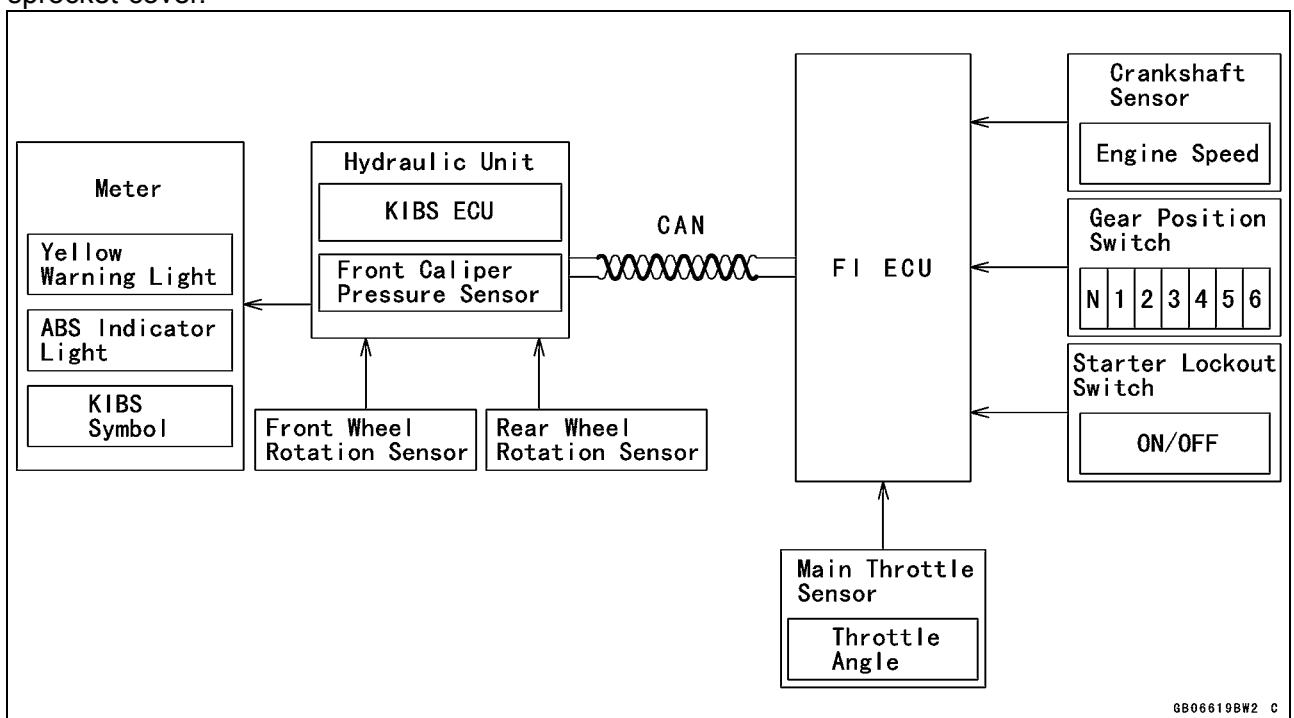 sprocket cover.
Meter
Yellow
Warning Light
ABS Indicator
Light
KIBS
Symbol
Hydraulic Unit
KIBS ECU
Front Caliper
Pressure Sensor
Front Wheel
Rotation Sensor
Rear Wheel
Rotation Sensor
CAN
FI ECU
Crankshaft
Sensor
Engine Speed
Gear Position
Switch
N 1 2 3 4 5 6
Starter Lockout
Switch
ON/OFF
Main Throttle
Sensor
Throttle
Angle
GB06619BW2 C